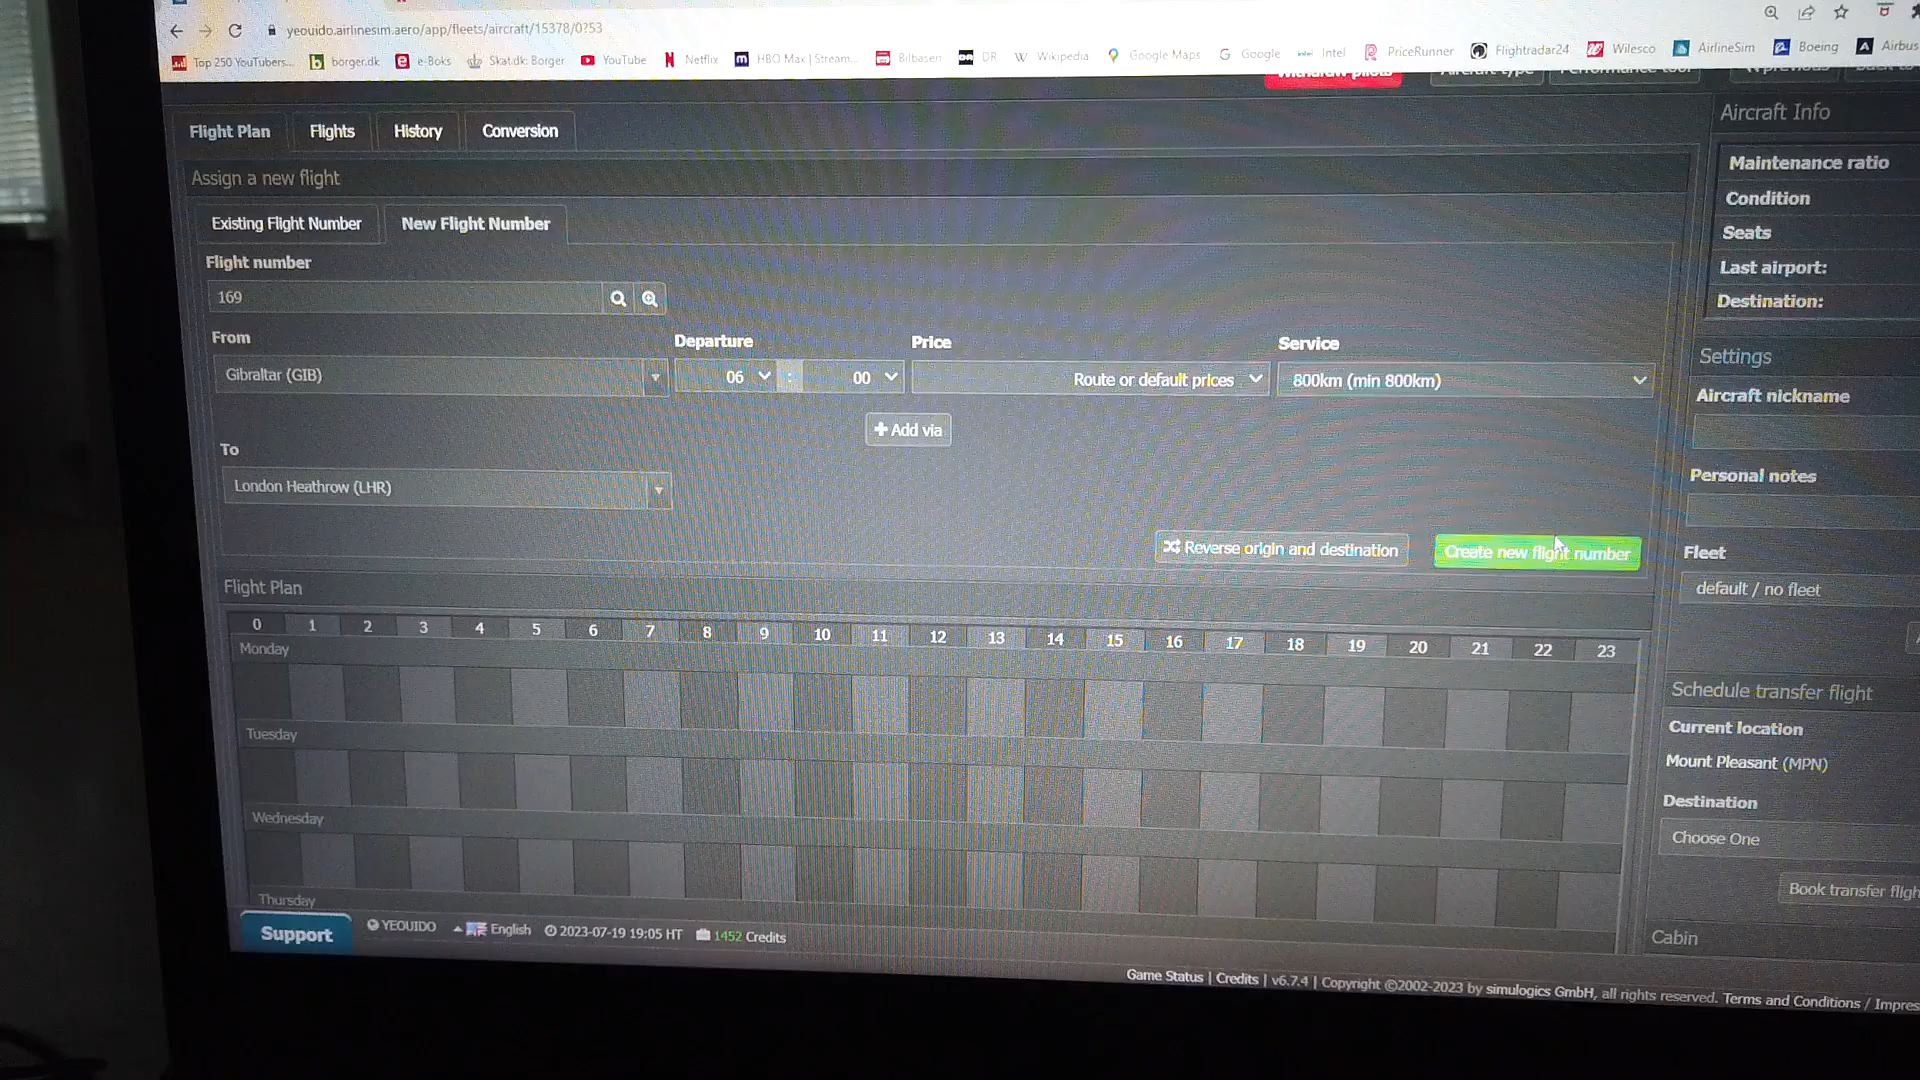 yeouido.airlinesim.aero/app/fleets/aircraft/15378/0?53
Top 250 YouTubers... borger.dk e-Boks Skat.dk: Borger YouTube Netflix HBO Max | Stream... Bilbasen DR Wikipedia Google Maps Google Intel PriceRunner Flightradar24 Wilesco AirlineSim Boeing Airbus
Withdraw pilots Aircraft type Performance tool previous back to
Flight Plan Flights History Conversion
Assign a new flight
Existing Flight Number New Flight Number
Flight number
169
From Departure Price Service
Gibraltar (GIB) 06 : 00 Route or default prices 800km (min 800km)
Add via
To
London Heathrow (LHR)
Reverse origin and destination Create new flight number
Flight Plan
0 1 2 3 4 5 6 7 8 9 10 11 12 13 14 15 16 17 18 19 20 21 22 23
Monday
Tuesday
Wednesday
Thursday
Aircraft Info
Maintenance ratio
Condition
Seats
Last airport:
Destination:
Settings
Aircraft nickname
Personal notes
Fleet
default / no fleet
Schedule transfer flight
Current location
Mount Pleasant (MPN)
Destination
Choose One
Book transfer fligh
Cabin
Support YEOUIDO English 2023-07-19 19:05 HT 1452 Credits
Game Status | Credits | v6.7.4 | Copyright ©2002-2023 by simulogics GmbH, all rights reserved. Terms and Conditions / Impres